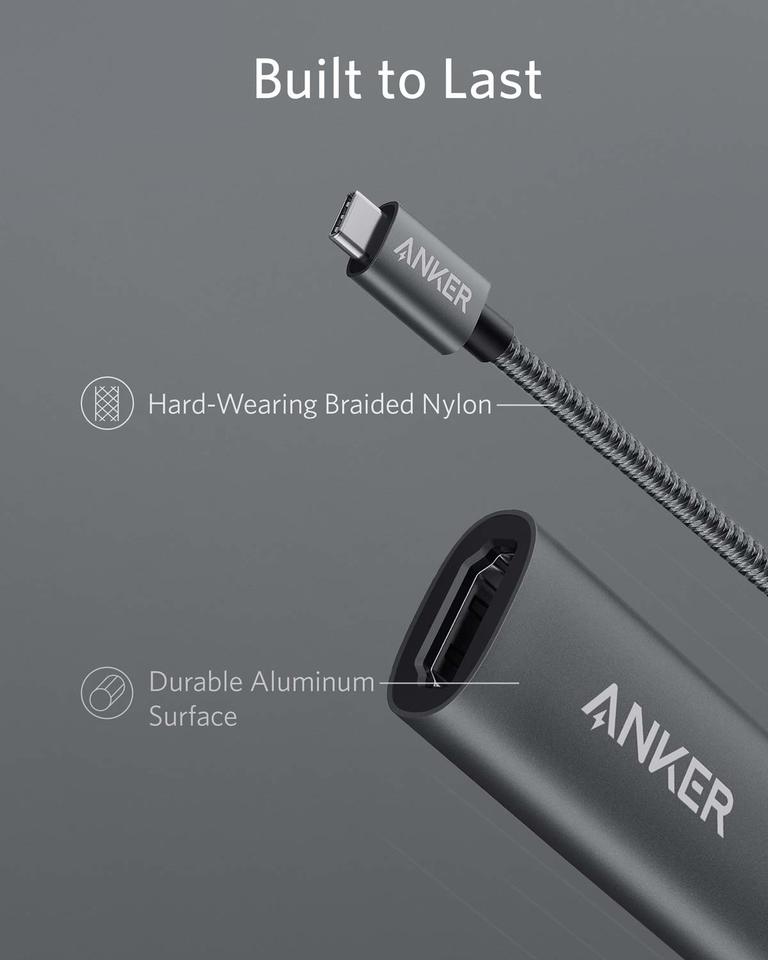 Built to Last
ANKER
Hard-Wearing Braided Nylon
Durable Aluminum
Surface
ANKER